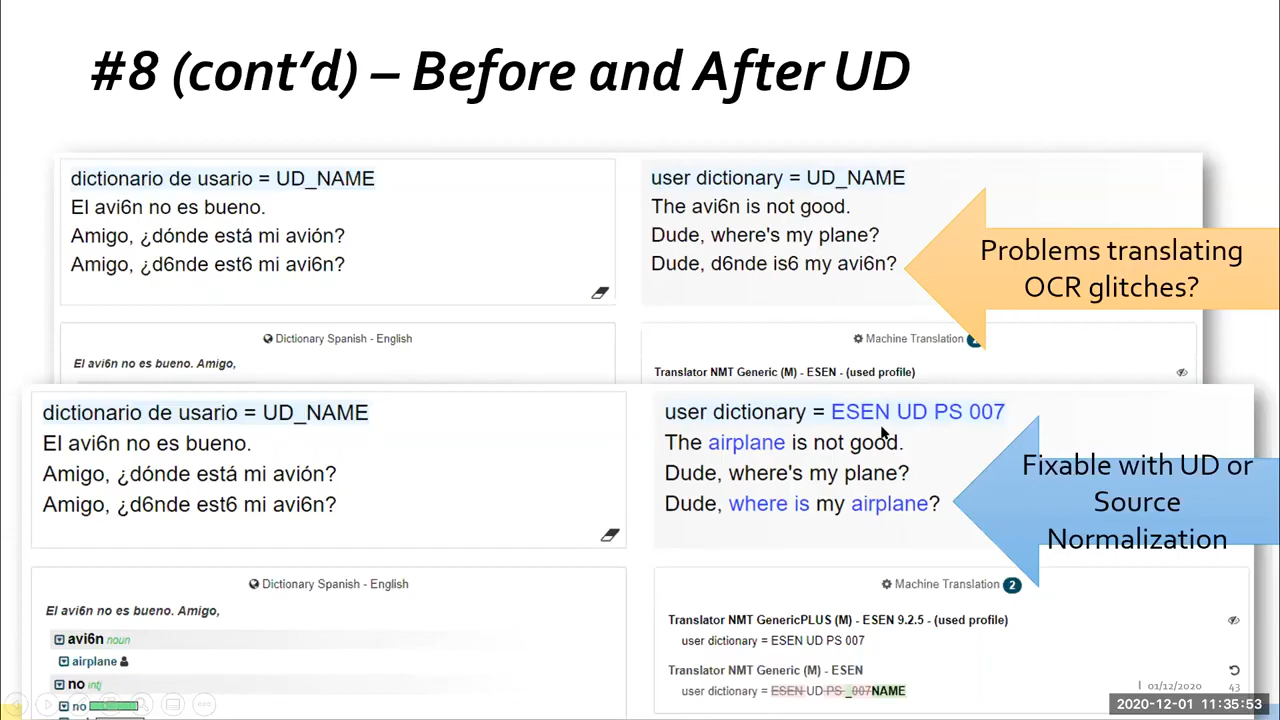 #8 (cont’d) – Before and After UD
dictionario de usario = UD_NAME
El avi6n no es bueno.
Amigo, ¿dónde está mi avión?
Amigo, ¿d6nde est6 mi avi6n?
user dictionary = UD_NAME
The avi6n is not good.
Dude, where's my plane?
Dude, d6nde is6 my avi6n?
Problems translating
OCR glitches?
Dictionary Spanish - English
El avi6n no es bueno. Amigo,
Machine Translation
Translator NMT Generic (M) - ESEN - (used profile)
dictionario de usario = UD_NAME
El avi6n no es bueno.
Amigo, ¿dónde está mi avión?
Amigo, ¿d6nde est6 mi avi6n?
user dictionary = ESEN UD PS 007
The airplane is not good.
Dude, where's my plane?
Dude, where is my airplane?
Fixable with UD or
Source
Normalization
Dictionary Spanish - English
El avi6n no es bueno. Amigo,
avi6n noun
airplane
no intj
no
Machine Translation 2
Translator NMT GenericPLUS (M) - ESEN 9.2.5 - (used profile)
user dictionary = ESEN UD PS 007
Translator NMT Generic (M) - ESEN
user dictionary = ESEN UD PS _007NAME
01/12/2020
43
2020-12-01 11:35:53